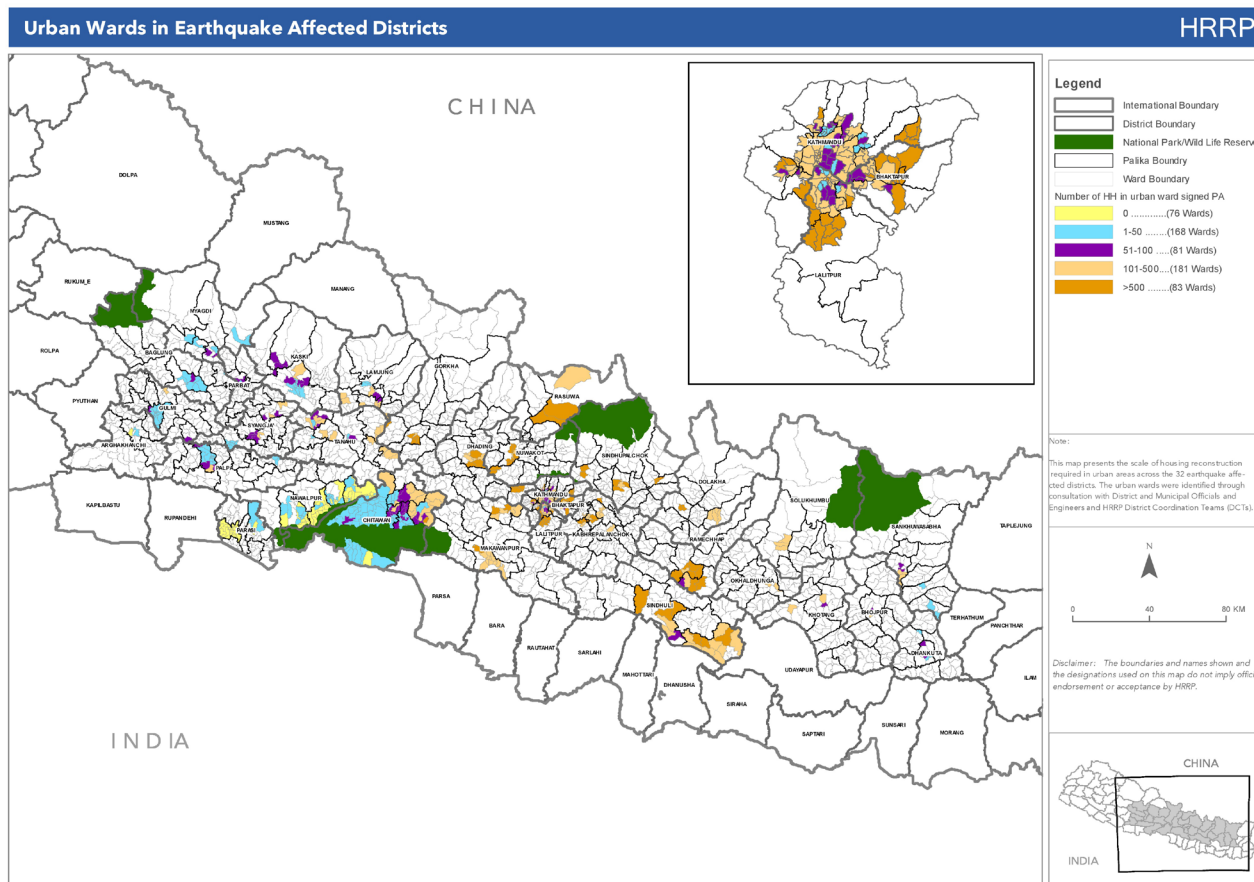 Urban Wards in Earthquake Affected Districts
HRRP
CHINA
INDIA
DOLPA
MUSTANG
RUKUM_E
MANANG
MYAGDI
ROLPA
BAGLUNG
KASKI
LAMJUNG
GORKHA
PARBAT
PYUTHAN
RASUWA
GULMI
SYANGJA
ARGHAKHANCHI
TANAHU
DHADING
NUWAKOT
SINDHUPALCHOK
PALPA
DOLAKHA
NAWALPUR
KATHMANDU
SOLUKHUMBU
KAPILBASTU
BHAKTAPUR
SANKHUWASABHA
RUPANDEHI
CHITAWAN
TAPLEJUNG
PARASI
LALITPUR
KABHREPALANCHOK
RAMECHHAP
MAKAWANPUR
OKHALDHUNGA
PARSA
SINDHULI
KHOTANG
BHOJPUR
TERHATHUM
BARA
PANCHTHAR
RAUTAHAT
SARLAHI
DHANKUTA
MAHOTTARI
UDAYAPUR
ILAM
DHANUSHA
SIRAHA
SAPTARI
SUNSARI
MORANG
KATHMANDU
BHAKTAPUR
LALITPUR
Legend
International Boundary
District Boundary
National Park/Wild Life Reserv
Palika Boundry
Ward Boundary
Number of HH in urban ward signed PA
0 .............(76 Wards)
1-50 ........(168 Wards)
51-100 .....(81 Wards)
101-500....(181 Wards)
>500 ........(83 Wards)
Note:
This map presents the scale of housing reconstruction
required in urban areas across the 32 earthquake affe-
cted districts. The urban wards were identified through
consultation with District and Municipal Officials and
Engineers and HRRP District Coordination Teams (DCTs).
N
0 40 80 KM
Disclaimer: The boundaries and names shown and
the designations used on this map do not imply offic
endorsement or acceptance by HRRP.
CHINA
INDIA